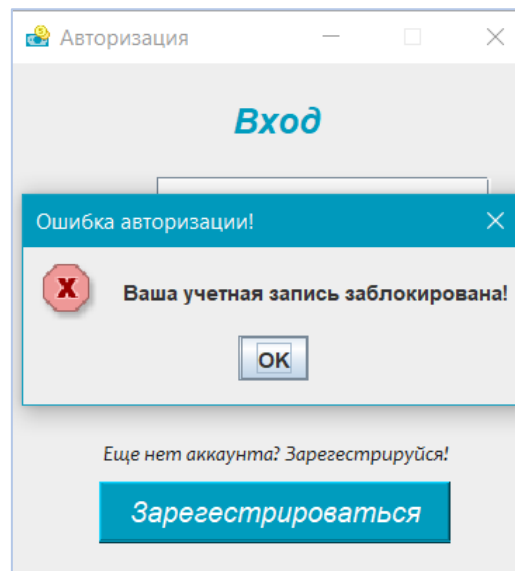 Авторизация
Вход
Ошибка авторизации!
X
Ваша учетная запись заблокирована!
OK
Еще нет аккаунта? Зарегестрируйся!
Зарегестрироваться